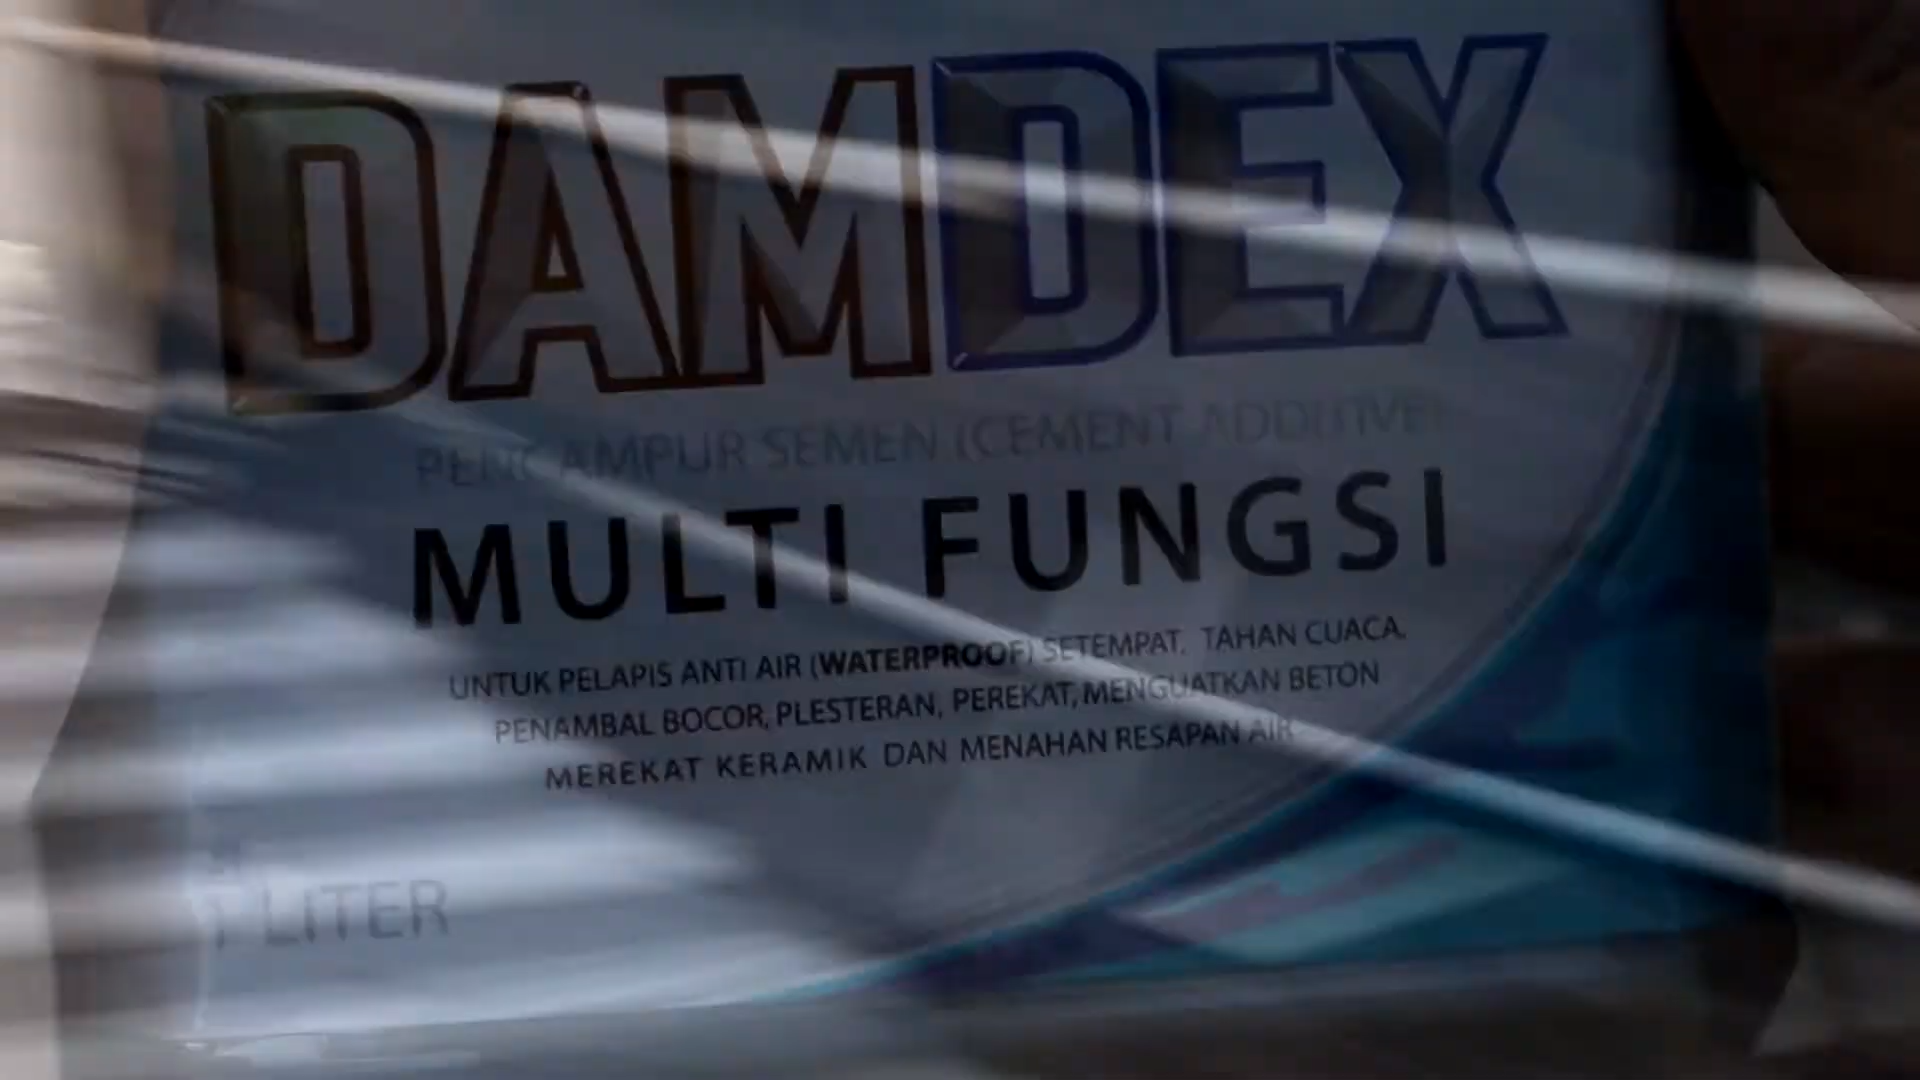 DAMDEX
PENCAMPUR SEMEN (CEMENT ADDITIVE)
MULTI FUNGSI
UNTUK PELAPIS ANTI AIR (WATERPROOF) SETEMPAT, TAHAN CUACA,
PENAMBAL BOCOR, PLESTERAN, PEREKAT, MENGUATKAN BETON
MEREKAT KERAMIK DAN MENAHAN RESAPAN AIR
1 LITER